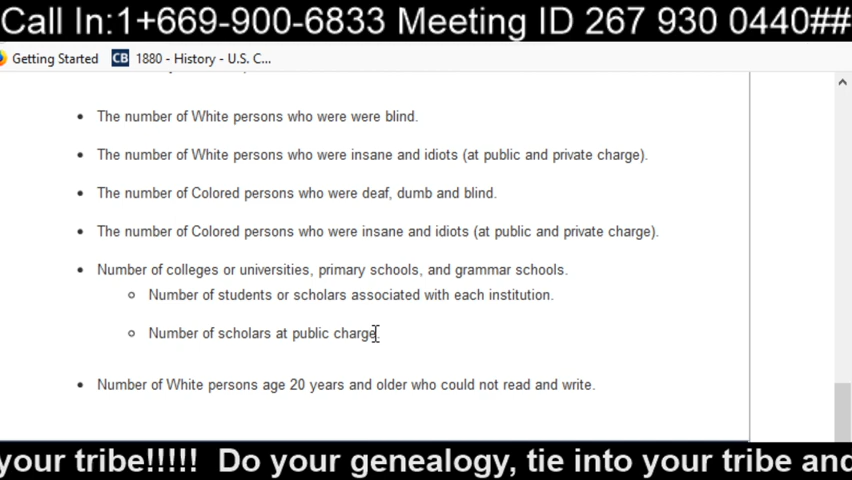 Call In:1+669-900-6833 Meeting ID 267 930 0440##
Getting Started CB 1880 - History - U.S. C...
• The number of White persons who were were blind.
• The number of White persons who were insane and idiots (at public and private charge).
• The number of Colored persons who were deaf, dumb and blind.
• The number of Colored persons who were insane and idiots (at public and private charge).
• Number of colleges or universities, primary schools, and grammar schools.
○ Number of students or scholars associated with each institution.
○ Number of scholars at public charge.
• Number of White persons age 20 years and older who could not read and write.
your tribe!!!!! Do your genealogy, tie into your tribe and